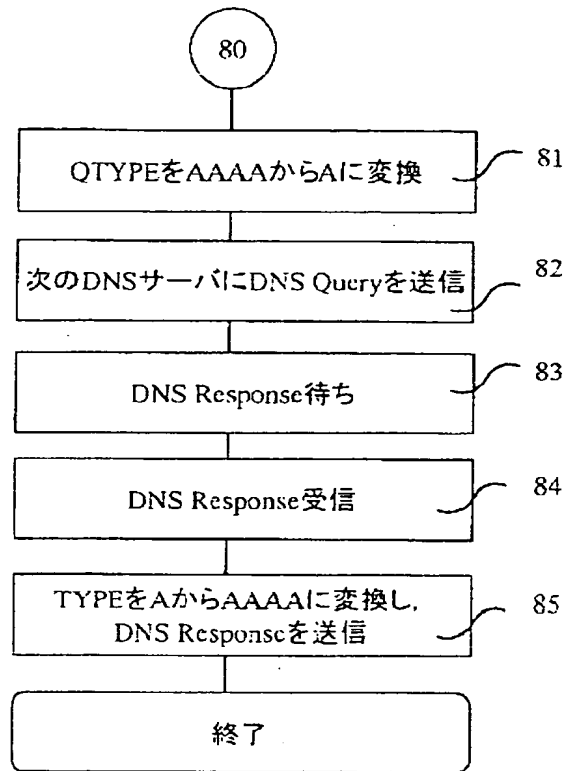 80
QTYPEをAAAAからAに変換
81
次のDNSサーバにDNS Queryを送信
82
DNS Response待ち
83
DNS Response受信
84
TYPEをAからAAAAに変換し,
DNS Responseを送信
85
終了